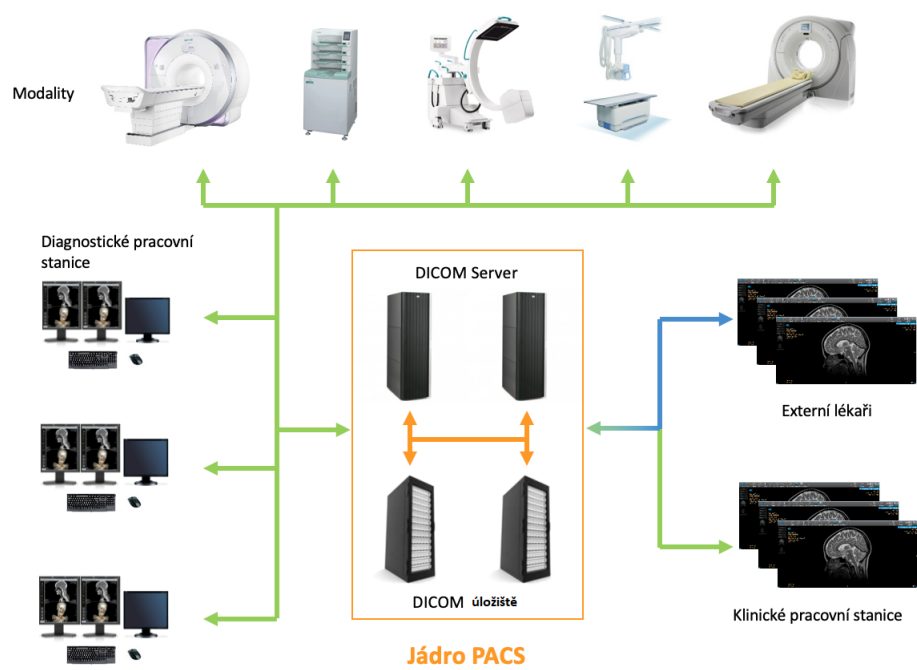 Modality
Diagnostické pracovní
stanice
DICOM Server
Externí lékaři
DICOM úložiště
Klinické pracovní stanice
Jádro PACS